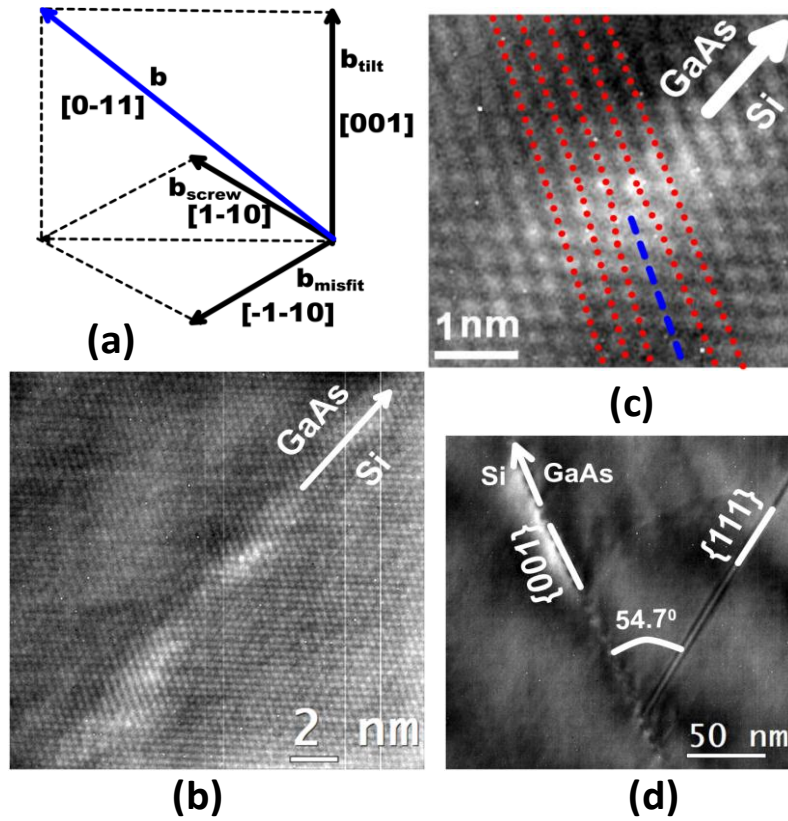 b
[0-11]
b_tilt
[001]
b_screw
[1-10]
b_misfit
[-1-10]
(a)
GaAs
Si
1nm
(c)
GaAs
Si
2 nm
(b)
Si GaAs
{001}
{111}
54.7⁰
50 nm
(d)